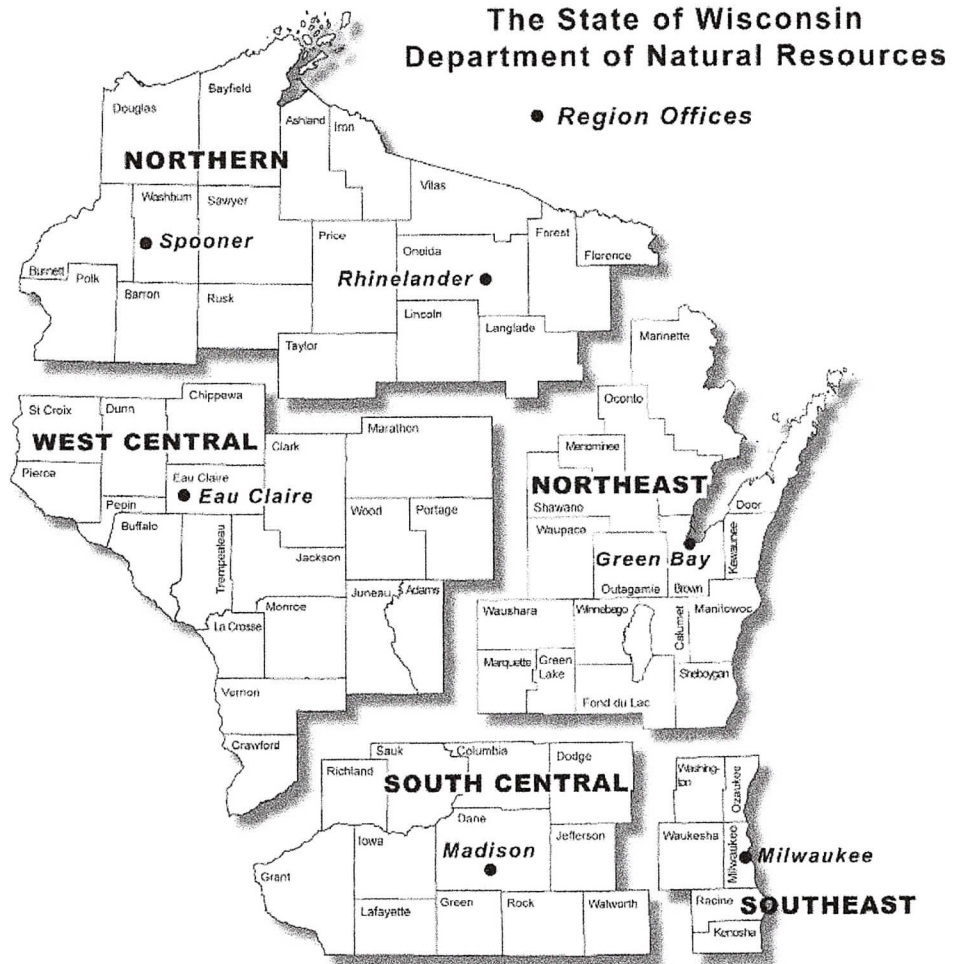 The State of Wisconsin
Department of Natural Resources
Region Offices
Bayfield
Douglas
Ashland
Iron
NORTHERN
Vilas
Washburn
Sawyer
Price
Forest
Spooner
Oneida
Florence
Burnett
Polk
Rhinelander
Barron
Rusk
Lincoln
Langlade
Taylor
Marinette
Chippewa
St Croix
Dunn
Oconto
Marathon
WEST CENTRAL
Clark
Menominee
Pierce
Eau Claire
NORTHEAST
Eau Claire
Pepin
Shawano
Door
Buffalo
Wood
Portage
Waupaca
Kewaunee
Green Bay
Trempealeau
Jackson
Juneau
Adams
Outagamie
Brown
Monroe
Waushara
Winnebago
Calumet
Manitowoc
La Crosse
Marquette
Green
Lake
Sheboygan
Vernon
Fond du Lac
Crawford
Sauk
Columbia
Dodge
Richland
SOUTH CENTRAL
Washing-
ton
Ozaukee
Dane
Iowa
Jefferson
Waukesha
Milwaukee
Madison
Milwaukee
Grant
Lafayette
Green
Rock
Walworth
Racine
SOUTHEAST
Kenosha